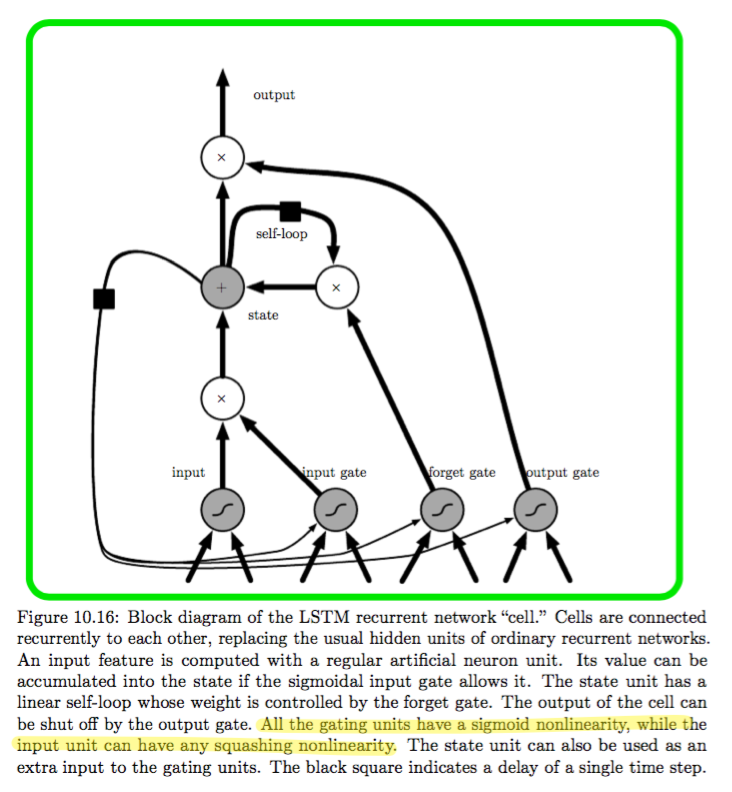 output
×
self-loop
+
×
state
×
input
input gate
forget gate
output gate
Figure 10.16: Block diagram of the LSTM recurrent network “cell.” Cells are connected
recurrently to each other, replacing the usual hidden units of ordinary recurrent networks.
An input feature is computed with a regular artificial neuron unit. Its value can be
accumulated into the state if the sigmoidal input gate allows it. The state unit has a
linear self-loop whose weight is controlled by the forget gate. The output of the cell can
be shut off by the output gate. All the gating units have a sigmoid nonlinearity, while the
input unit can have any squashing nonlinearity. The state unit can also be used as an
extra input to the gating units. The black square indicates a delay of a single time step.